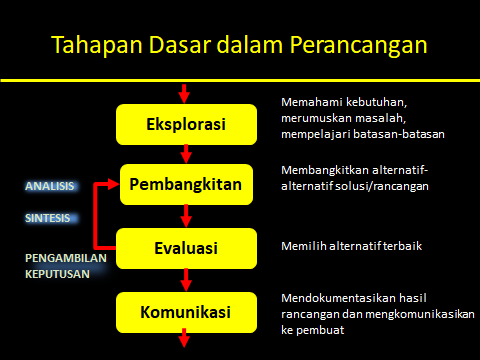 Tahapan Dasar dalam Perancangan
Eksplorasi
Memahami kebutuhan,
merumuskan masalah,
mempelajari batasan-batasan
Pembangkitan
Membangkitkan alternatif-
alternatif solusi/rancangan
ANALISIS
SINTESIS
PENGAMBILAN
KEPUTUSAN
Evaluasi
Memilih alternatif terbaik
Komunikasi
Mendokumentasikan hasil
rancangan dan mengkomunikasikan
ke pembuat